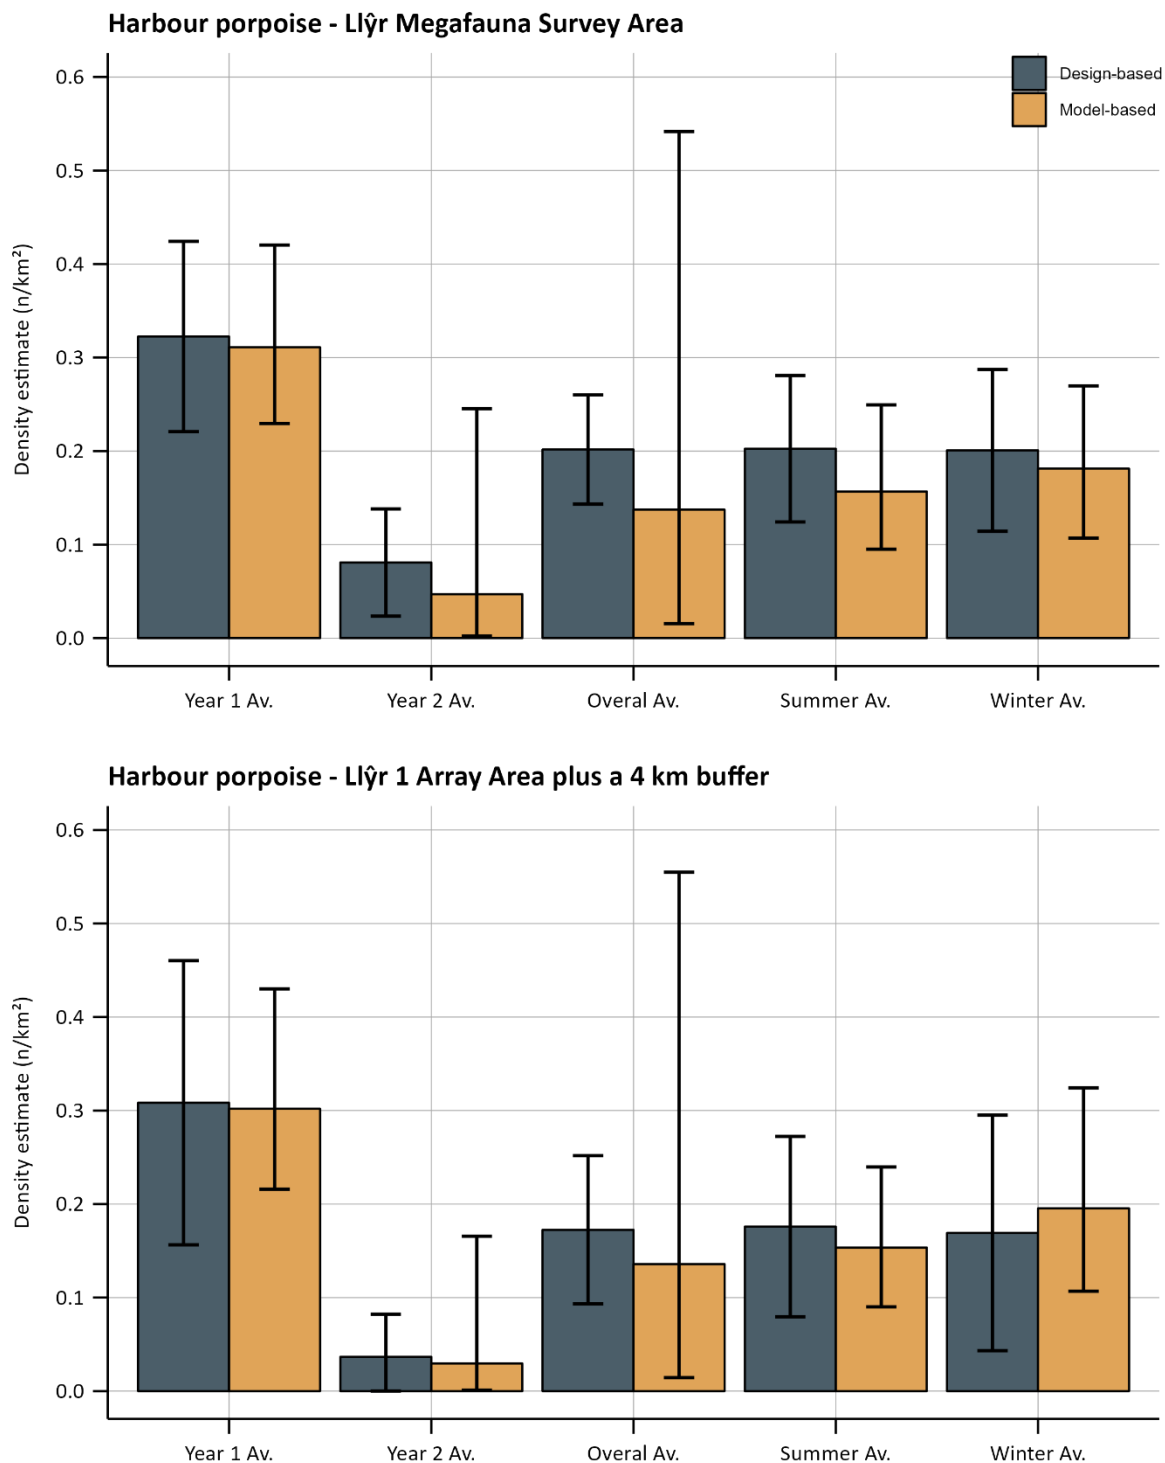 Harbour porpoise - Llŷr Megafauna Survey Area
Design-based
Model-based
Density estimate (n/km²)
0.6
0.5
0.4
0.3
0.2
0.1
0.0
Year 1 Av. Year 2 Av. Overal Av. Summer Av. Winter Av.
Harbour porpoise - Llŷr 1 Array Area plus a 4 km buffer
Density estimate (n/km²)
0.6
0.5
0.4
0.3
0.2
0.1
0.0
Year 1 Av. Year 2 Av. Overal Av. Summer Av. Winter Av.